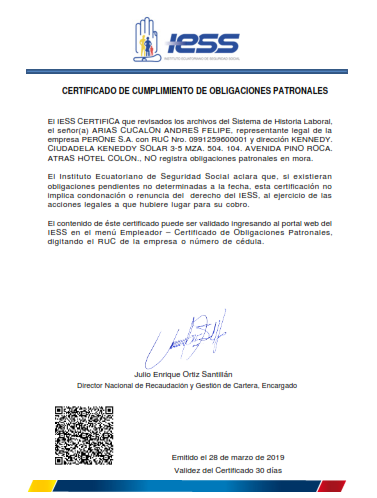 IESS
INSTITUTO ECUATORIANO DE SEGURIDAD SOCIAL
CERTIFICADO DE CUMPLIMIENTO DE OBLIGACIONES PATRONALES
El IESS CERTIFICA que revisados los archivos del Sistema de Historia Laboral,
el señor(a) ARIAS CUCALON ANDRES FELIPE, representante legal de la
empresa PERONE S.A. con RUC Nro. 0991259600001 y dirección KENNEDY.
CIUDADELA KENEDDY SOLAR 3-5 MZA. 504. 104. AVENIDA PINO ROCA.
ATRAS HOTEL COLON., NO registra obligaciones patronales en mora.
El Instituto Ecuatoriano de Seguridad Social aclara que, si existieran
obligaciones pendientes no determinadas a la fecha, esta certificación no
implica condonación o renuncia del derecho del IESS, al ejercicio de las
acciones legales a que hubiere lugar para su cobro.
El contenido de éste certificado puede ser validado ingresando al portal web del
IESS en el menú Empleador – Certificado de Obligaciones Patronales,
digitando el RUC de la empresa o número de cédula.
Julio Enrique Ortiz Santillán
Director Nacional de Recaudación y Gestión de Cartera, Encargado
Emitido el 28 de marzo de 2019
Validez del Certificado 30 días